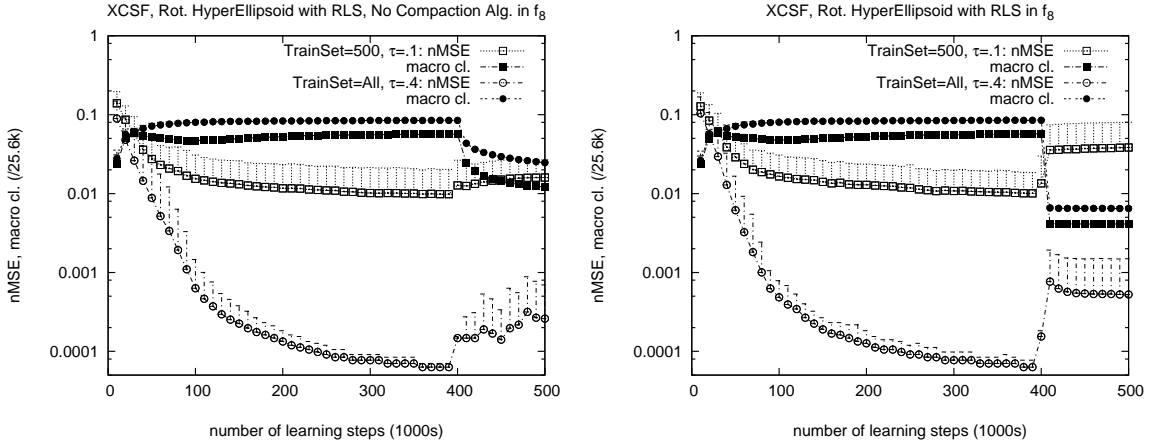 XCSF, Rot. HyperEllipsoid with RLS, No Compaction Alg. in f8
nMSE, macro cl. (/25.6k)
1
0.1
0.01
0.001
0.0001
TrainSet=500, τ=.1: nMSE
macro cl.
TrainSet=All, τ=.4: nMSE
macro cl.
0 100 200 300 400 500
number of learning steps (1000s)
XCSF, Rot. HyperEllipsoid with RLS in f8
nMSE, macro cl. (/25.6k)
1
0.1
0.01
0.001
0.0001
TrainSet=500, τ=.1: nMSE
macro cl.
TrainSet=All, τ=.4: nMSE
macro cl.
0 100 200 300 400 500
number of learning steps (1000s)